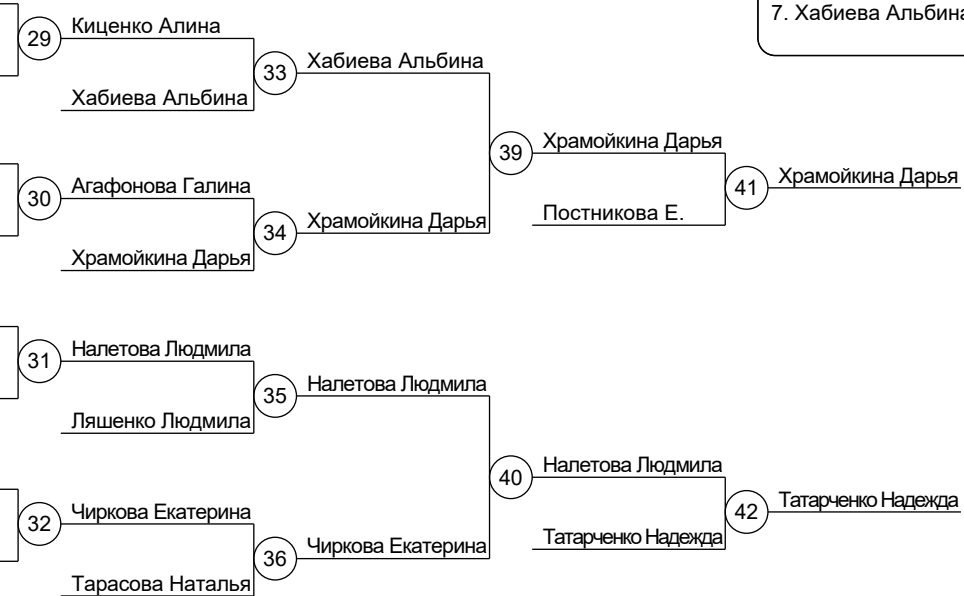 7. Хабиева Альбина
29 Киценко Алина
33 Хабиева Альбина
Хабиева Альбина
39 Храмойкина Дарья
41 Храмойкина Дарья
30 Агафонова Галина
Постникова Е.
34 Храмойкина Дарья
Храмойкина Дарья
31 Налетова Людмила
35 Налетова Людмила
Ляшенко Людмила
40 Налетова Людмила
42 Татарченко Надежда
32 Чиркова Екатерина
Татарченко Надежда
36 Чиркова Екатерина
Тарасова Наталья